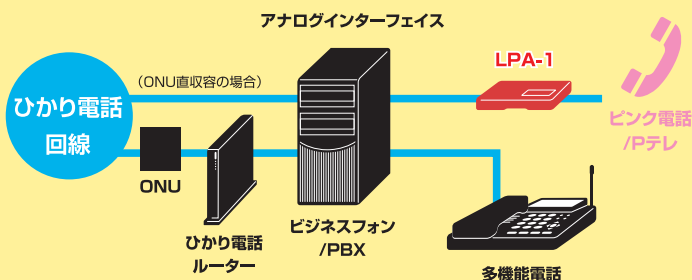 アナログインターフェイス
LPA-1
（ONU直収容の場合）
ひかり電話
回線
ピンク電話
/Pテレ
ONU
ひかり電話
ルーター
ビジネスフォン
/PBX
多機能電話